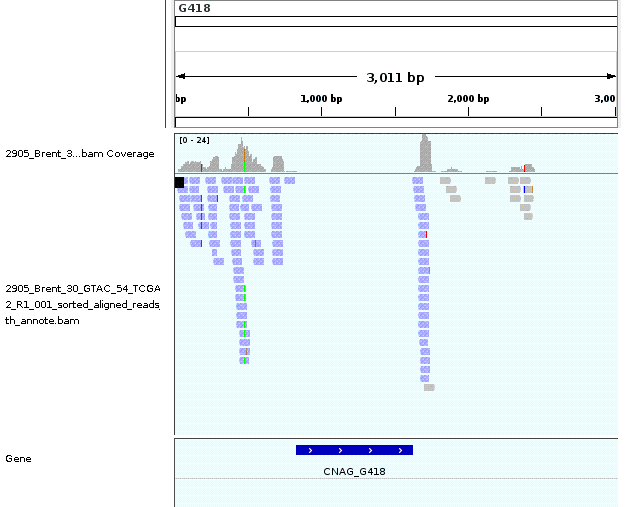 G418
3,011 bp
bp 1,000 bp 2,000 bp 3,00
[0 - 24]
2905_Brent_3...bam Coverage
2905_Brent_30_GTAC_54_TCGA
2_R1_001_sorted_aligned_reads_
th_annote.bam
Gene
CNAG_G418